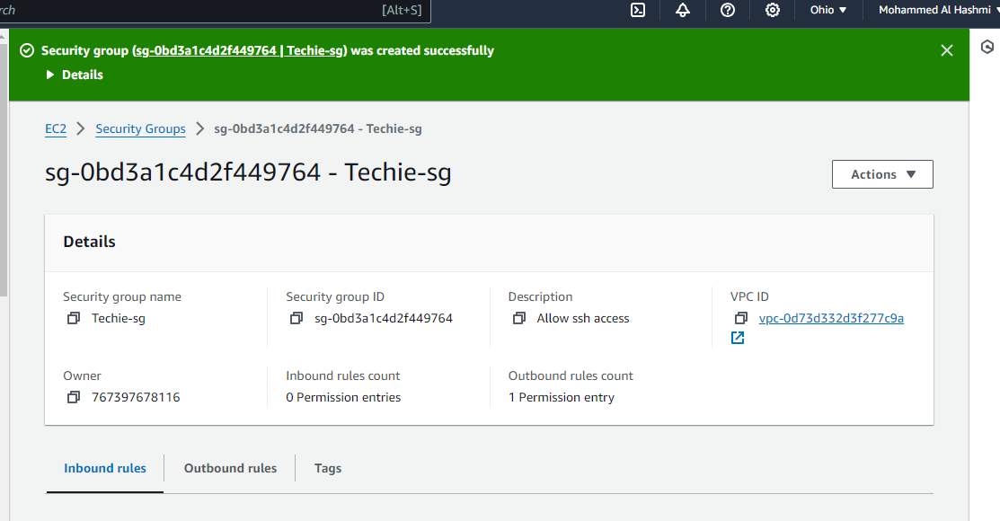 rch [Alt+S] Ohio Mohammed Al Hashmi
Security group (sg-0bd3a1c4d2f449764 | Techie-sg) was created successfully
Details
EC2 Security Groups sg-0bd3a1c4d2f449764 - Techie-sg
sg-0bd3a1c4d2f449764 - Techie-sg
Actions
Details
Security group name Security group ID Description VPC ID
Techie-sg sg-0bd3a1c4d2f449764 Allow ssh access vpc-0d73d332d3f277c9a
Owner Inbound rules count Outbound rules count
767397678116 0 Permission entries 1 Permission entry
Inbound rules Outbound rules Tags